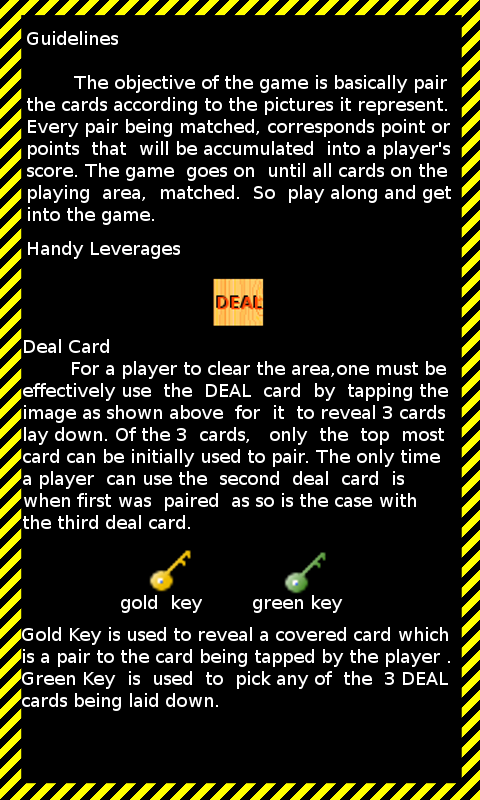 Guidelines
The objective of the game is basically pair
the cards according to the pictures it represent.
Every pair being matched, corresponds point or
points that will be accumulated into a player's
score. The game goes on until all cards on the
playing area, matched. So play along and get
into the game.
Handy Leverages
DEAL
Deal Card
For a player to clear the area,one must be
effectively use the DEAL card by tapping the
image as shown above for it to reveal 3 cards
lay down. Of the 3 cards, only the top most
card can be initially used to pair. The only time
a player can use the second deal card is
when first was paired as so is the case with
the third deal card.
gold key green key
Gold Key is used to reveal a covered card which
is a pair to the card being tapped by the player .
Green Key is used to pick any of the 3 DEAL
cards being laid down.